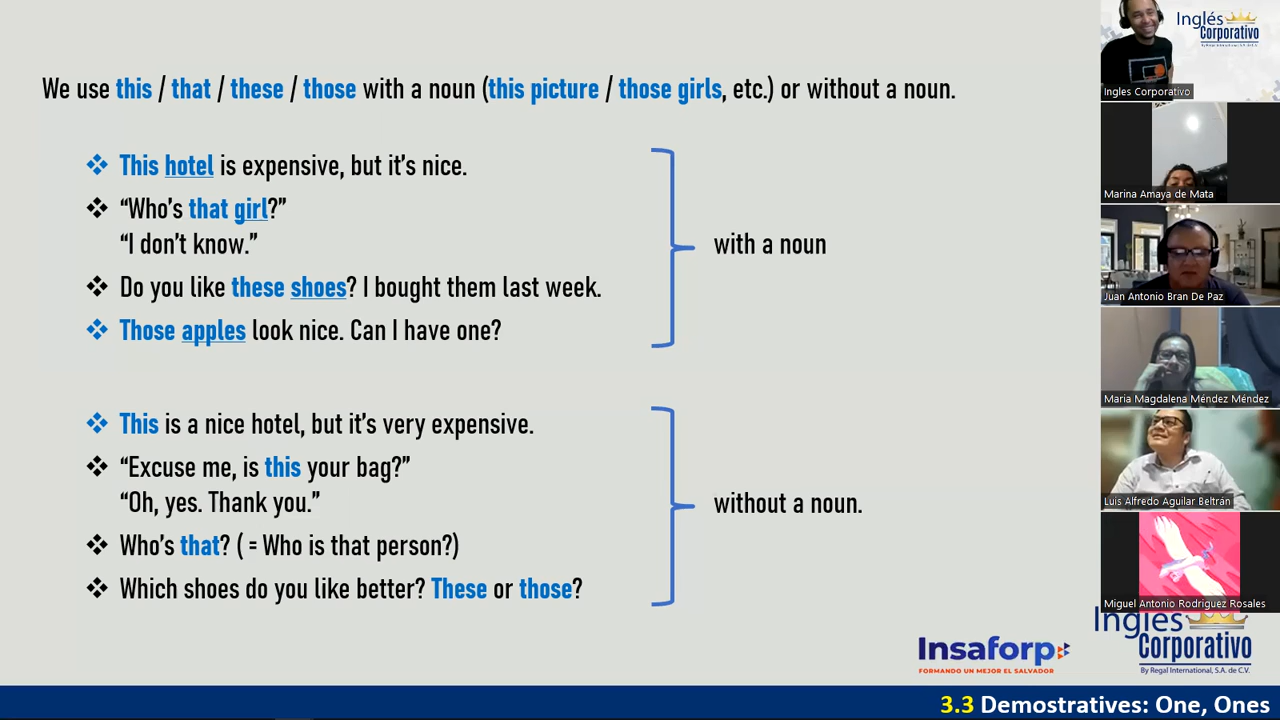 We use this / that / these / those with a noun (this picture / those girls, etc.) or without a noun.
❖ This hotel is expensive, but it's nice.
❖ “Who's that girl?”
“I don't know.”
❖ Do you like these shoes? I bought them last week.
❖ Those apples look nice. Can I have one?
with a noun
❖ This is a nice hotel, but it's very expensive.
❖ “Excuse me, is this your bag?”
“Oh, yes. Thank you.”
❖ Who's that? ( = Who is that person?)
❖ Which shoes do you like better? These or those?
without a noun.
Inglés
Corporativo
Ingles Corporativo
Marina Amaya de Mata
Juan Antonio Bran De Paz
Maria Magdalena Méndez Méndez
Luis Alfredo Aguilar Beltrán
Miguel Antonio Rodriguez Rosales
Insaforp
FORMANDO UN MEJOR EL SALVADOR
Inglés
Corporativo
By Regal International, S.A. de C.V.
3.3 Demostratives: One, Ones